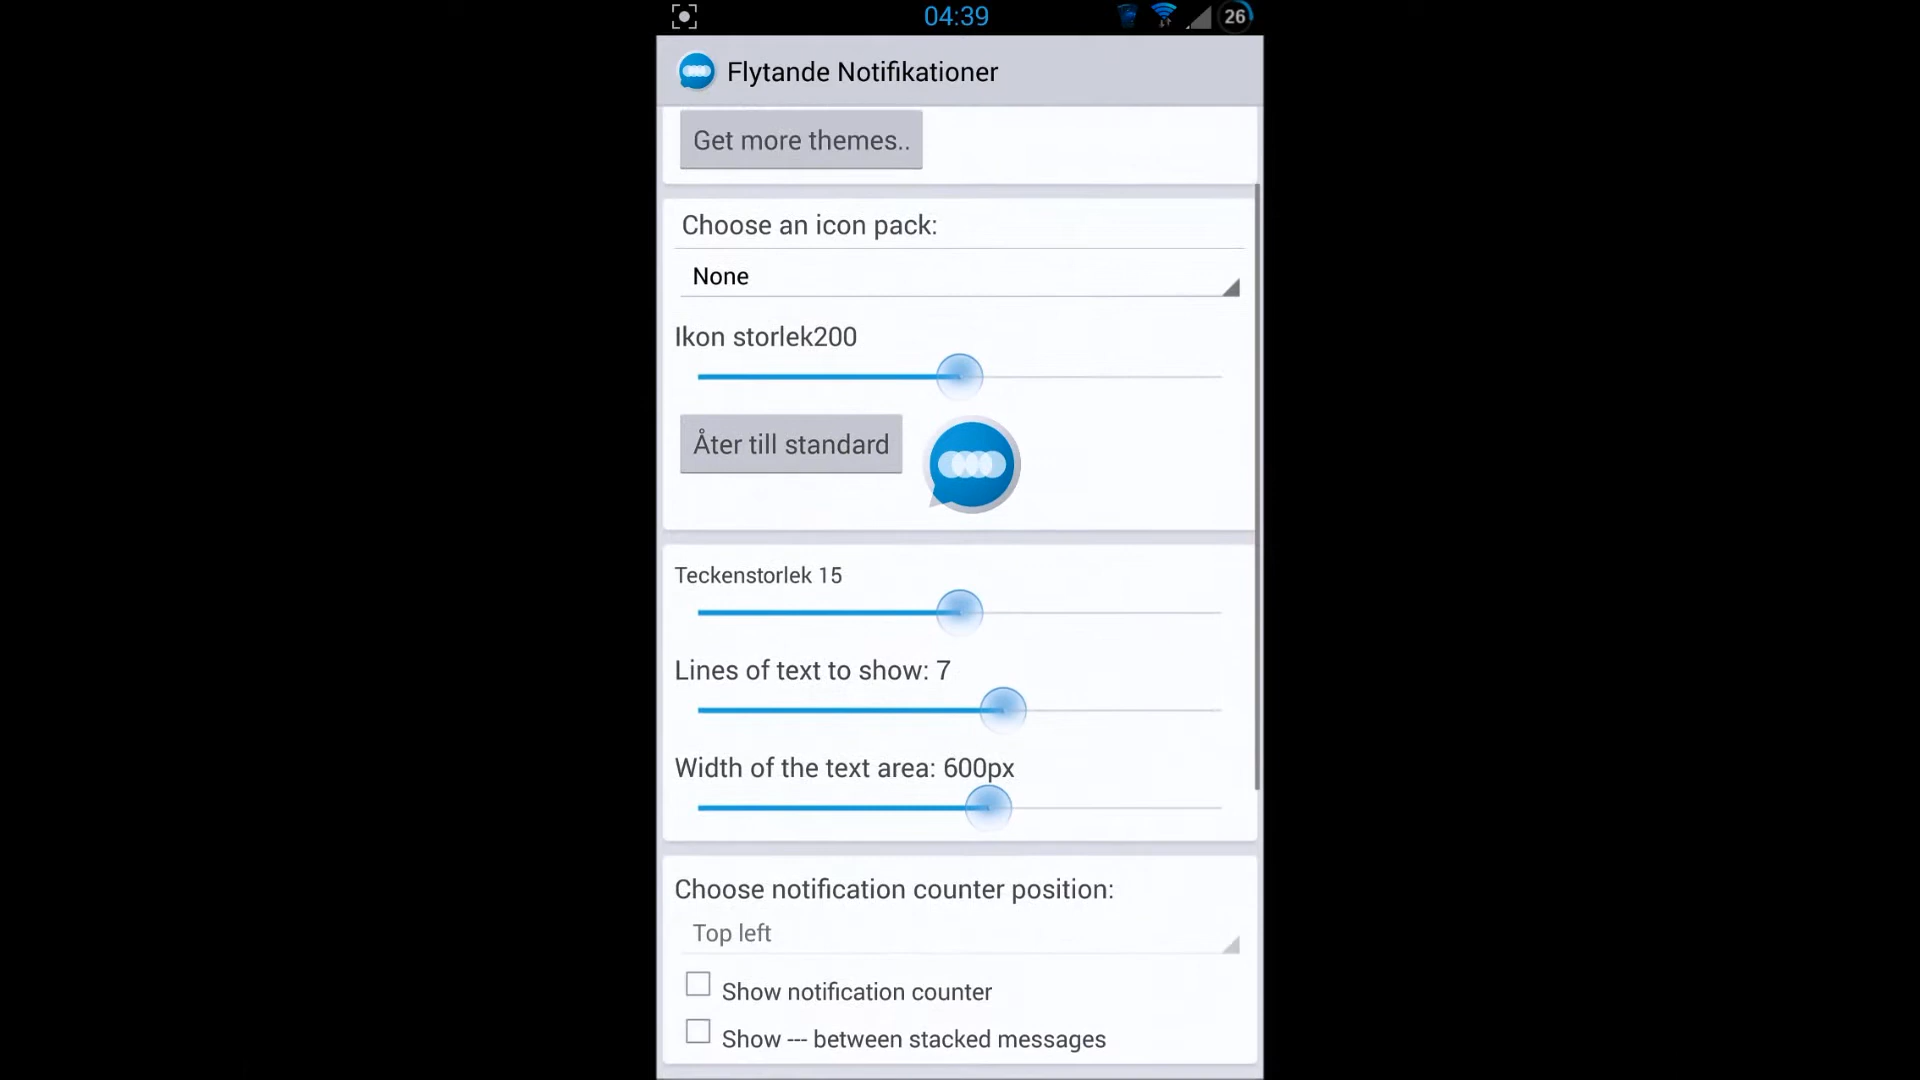 04:39
26
Flytande Notifikationer
Get more themes..
Choose an icon pack:
None
Ikon storlek200
Åter till standard
Teckenstorlek 15
Lines of text to show: 7
Width of the text area: 600px
Choose notification counter position:
Top left
Show notification counter
Show --- between stacked messages